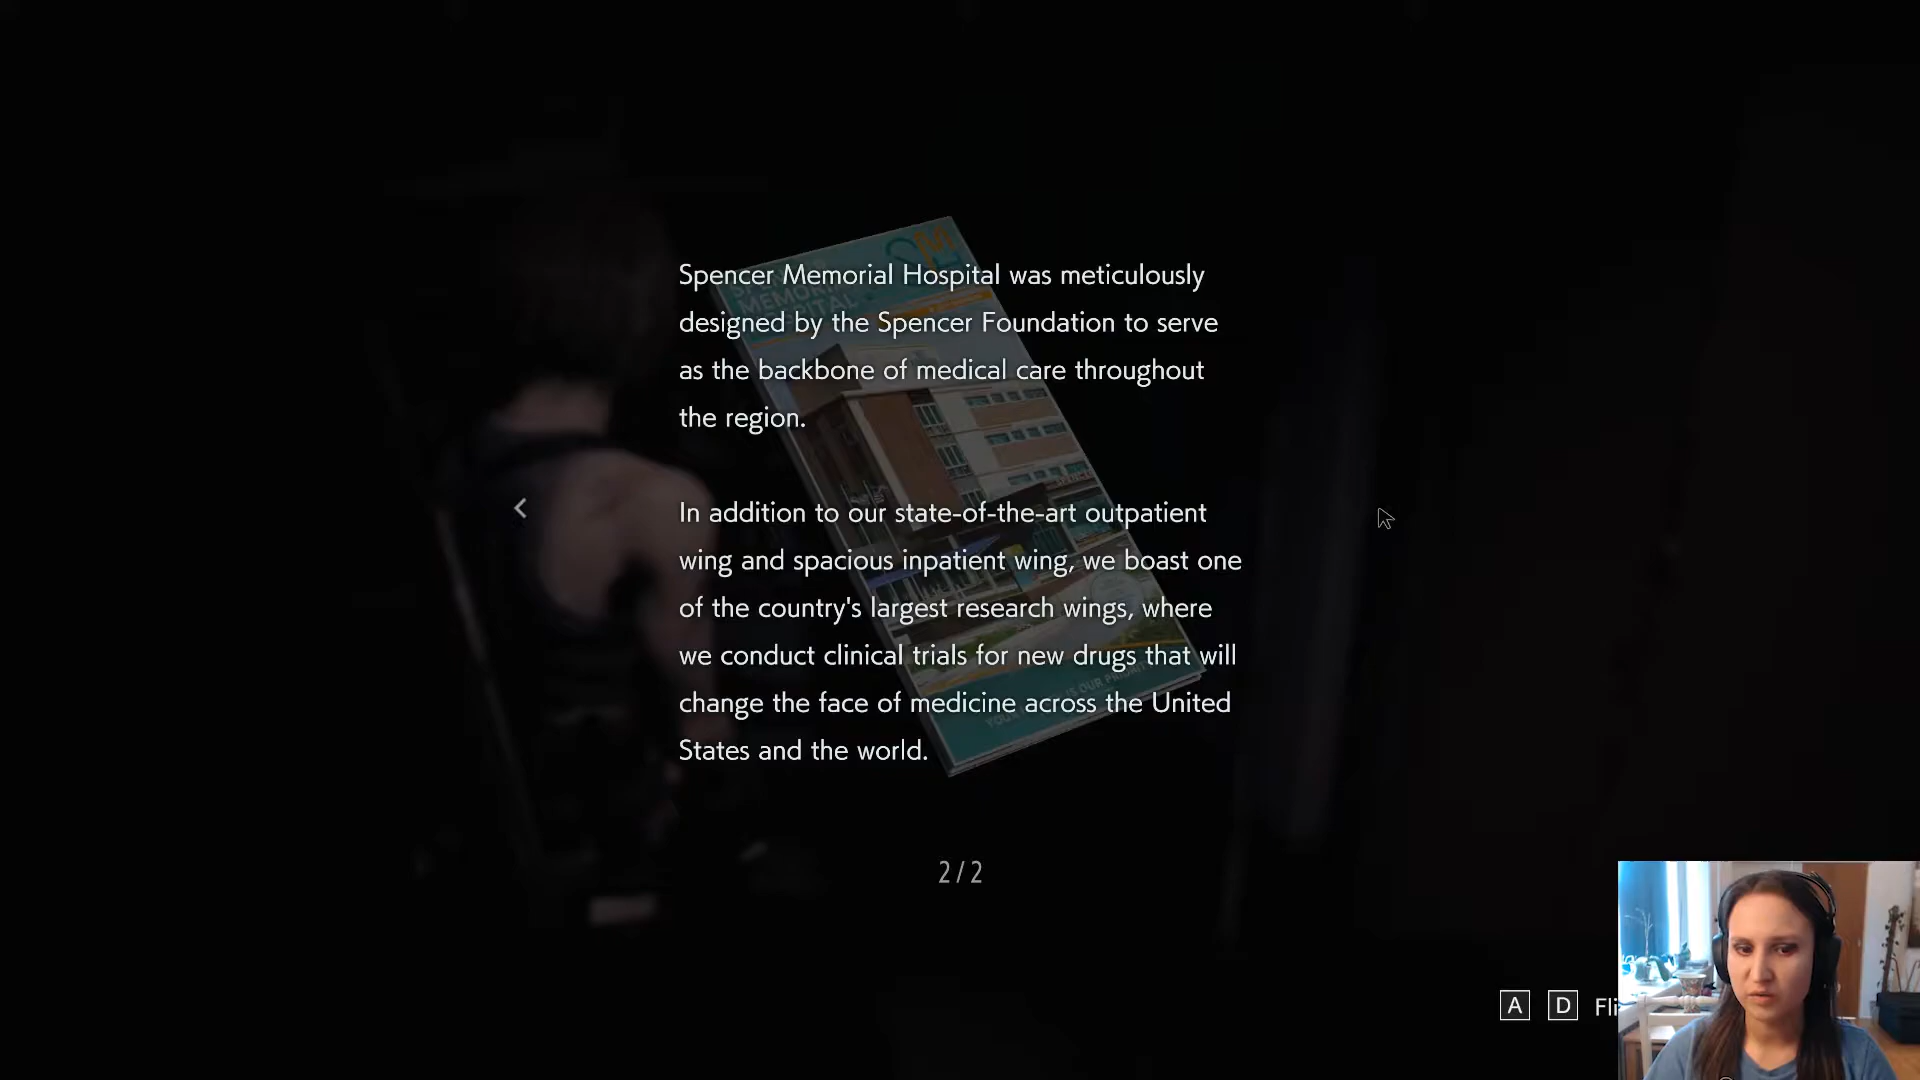 Spencer Memorial Hospital was meticulously
designed by the Spencer Foundation to serve
as the backbone of medical care throughout
the region.
In addition to our state-of-the-art outpatient
wing and spacious inpatient wing, we boast one
of the country's largest research wings, where
we conduct clinical trials for new drugs that will
change the face of medicine across the United
States and the world.
2 / 2
A D Fli